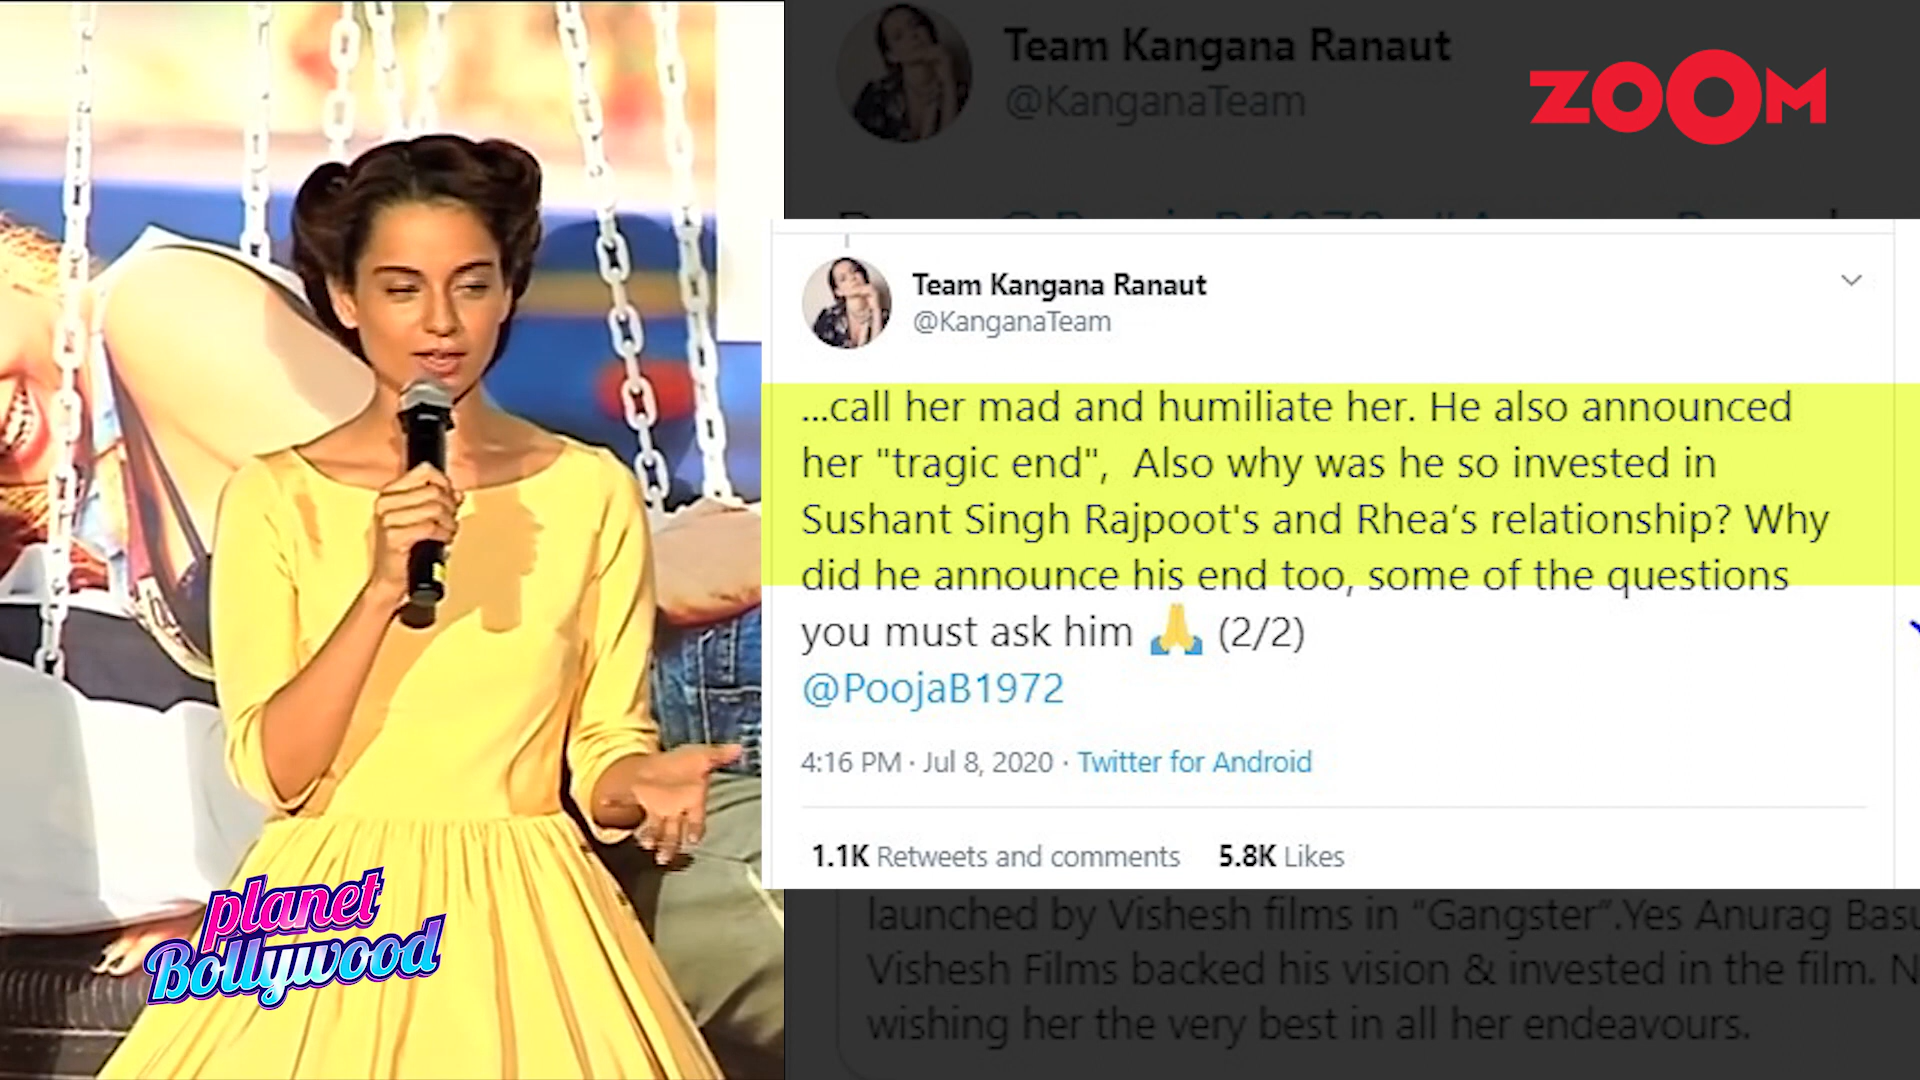 Team Kangana Ranaut
@KanganaTeam
ZOOM
Team Kangana Ranaut
@KanganaTeam
...call her mad and humiliate her. He also announced
her "tragic end",  Also why was he so invested in
Sushant Singh Rajpoot's and Rhea’s relationship? Why
did he announce his end too, some of the questions
you must ask him 🙏 (2/2)
@PoojaB1972
4:16 PM · Jul 8, 2020 · Twitter for Android
1.1K Retweets and comments 5.8K Likes
launched by Vishesh films in “Gangster”.Yes Anurag Basu
Vishesh Films backed his vision & invested in the film. N
wishing her the very best in all her endeavours.
planet
Bollywood